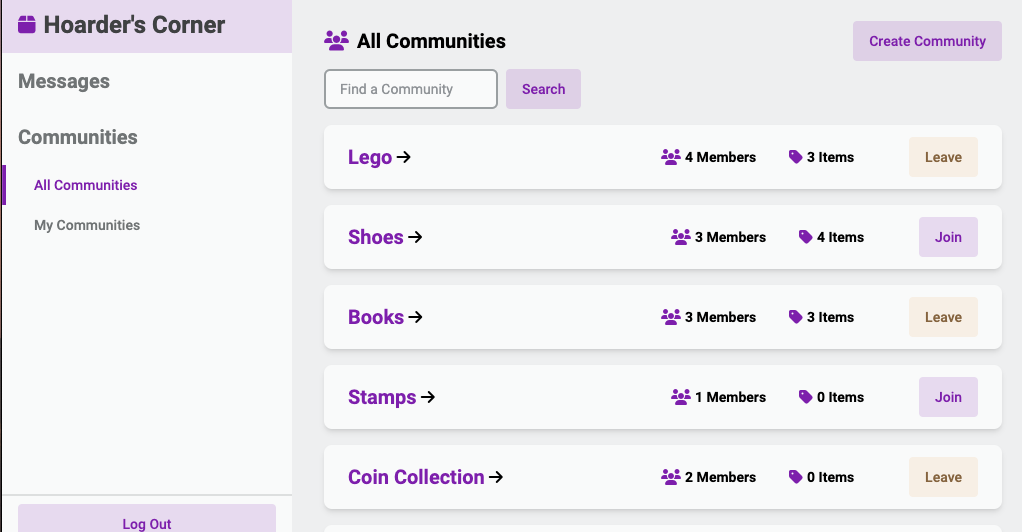 Hoarder's Corner
Messages
Communities
All Communities
My Communities
Log Out
All Communities
Create Community
Find a Community
Search
Lego
4 Members
3 Items
Leave
Shoes
3 Members
4 Items
Join
Books
3 Members
3 Items
Leave
Stamps
1 Members
0 Items
Join
Coin Collection
2 Members
0 Items
Leave